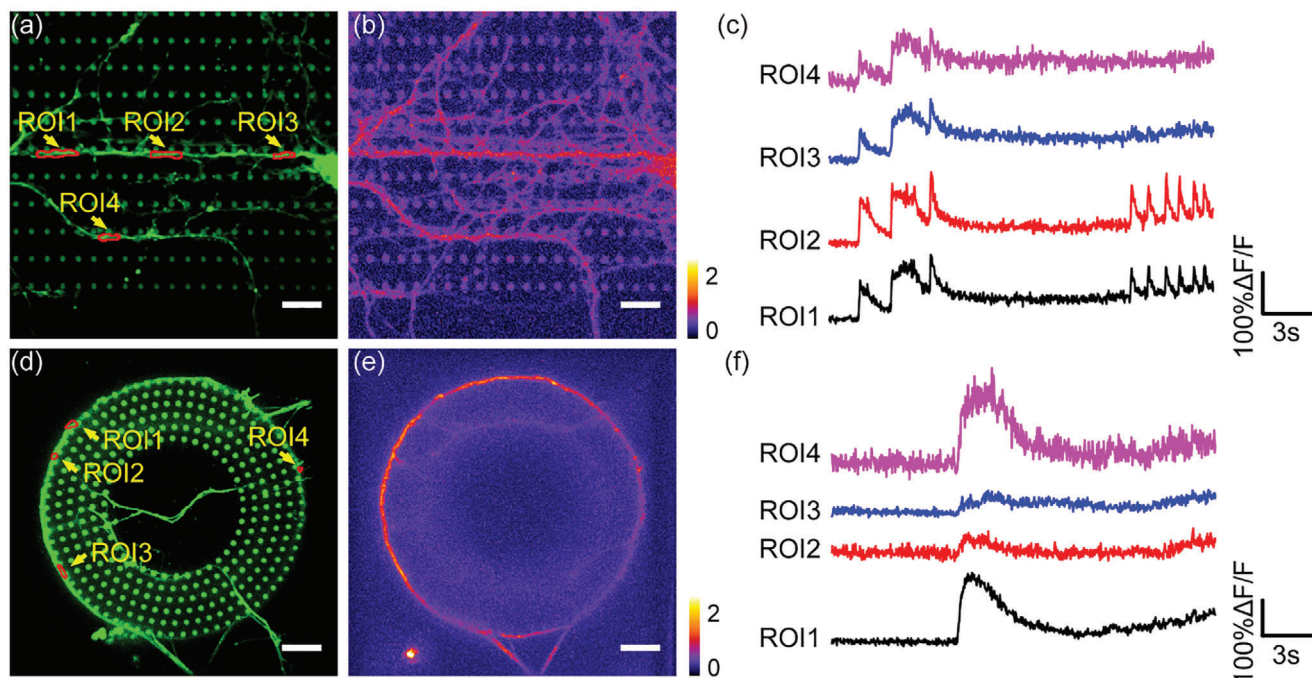 (a)
ROI1
ROI2
ROI3
ROI4
(b)
2
0
(c)
ROI4
ROI3
ROI2
ROI1
100%ΔF/F
3s
(d)
ROI1
ROI2
ROI3
ROI4
(e)
2
0
(f)
ROI4
ROI3
ROI2
ROI1
100%ΔF/F
3s